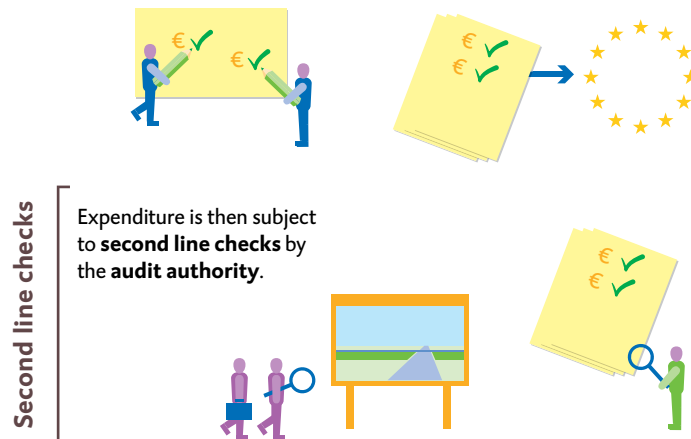 € ✓
€ ✓
€ ✓
€ ✓
Second line checks
Expenditure is then subject
to second line checks by
the audit authority.
€ ✓
€ ✓